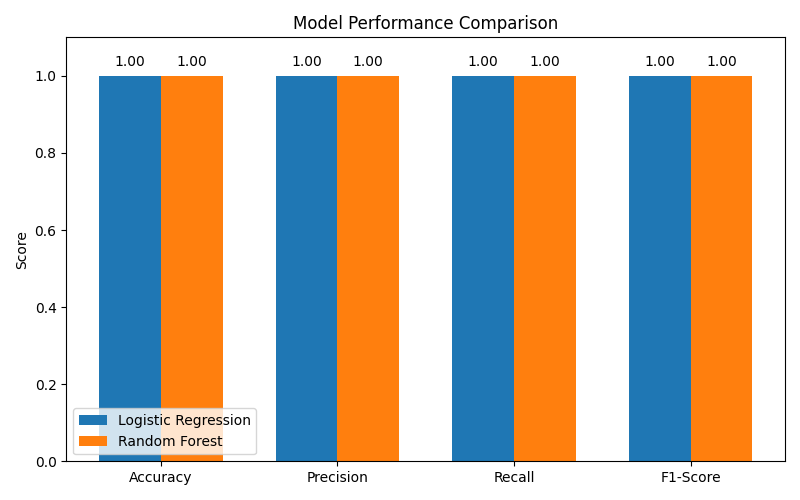 Model Performance Comparison
1.00 1.00 1.00 1.00 1.00 1.00 1.00 1.00
1.0
0.8
0.6
Score
0.4
0.2
0.0
Logistic Regression
Random Forest
Accuracy Precision Recall F1-Score